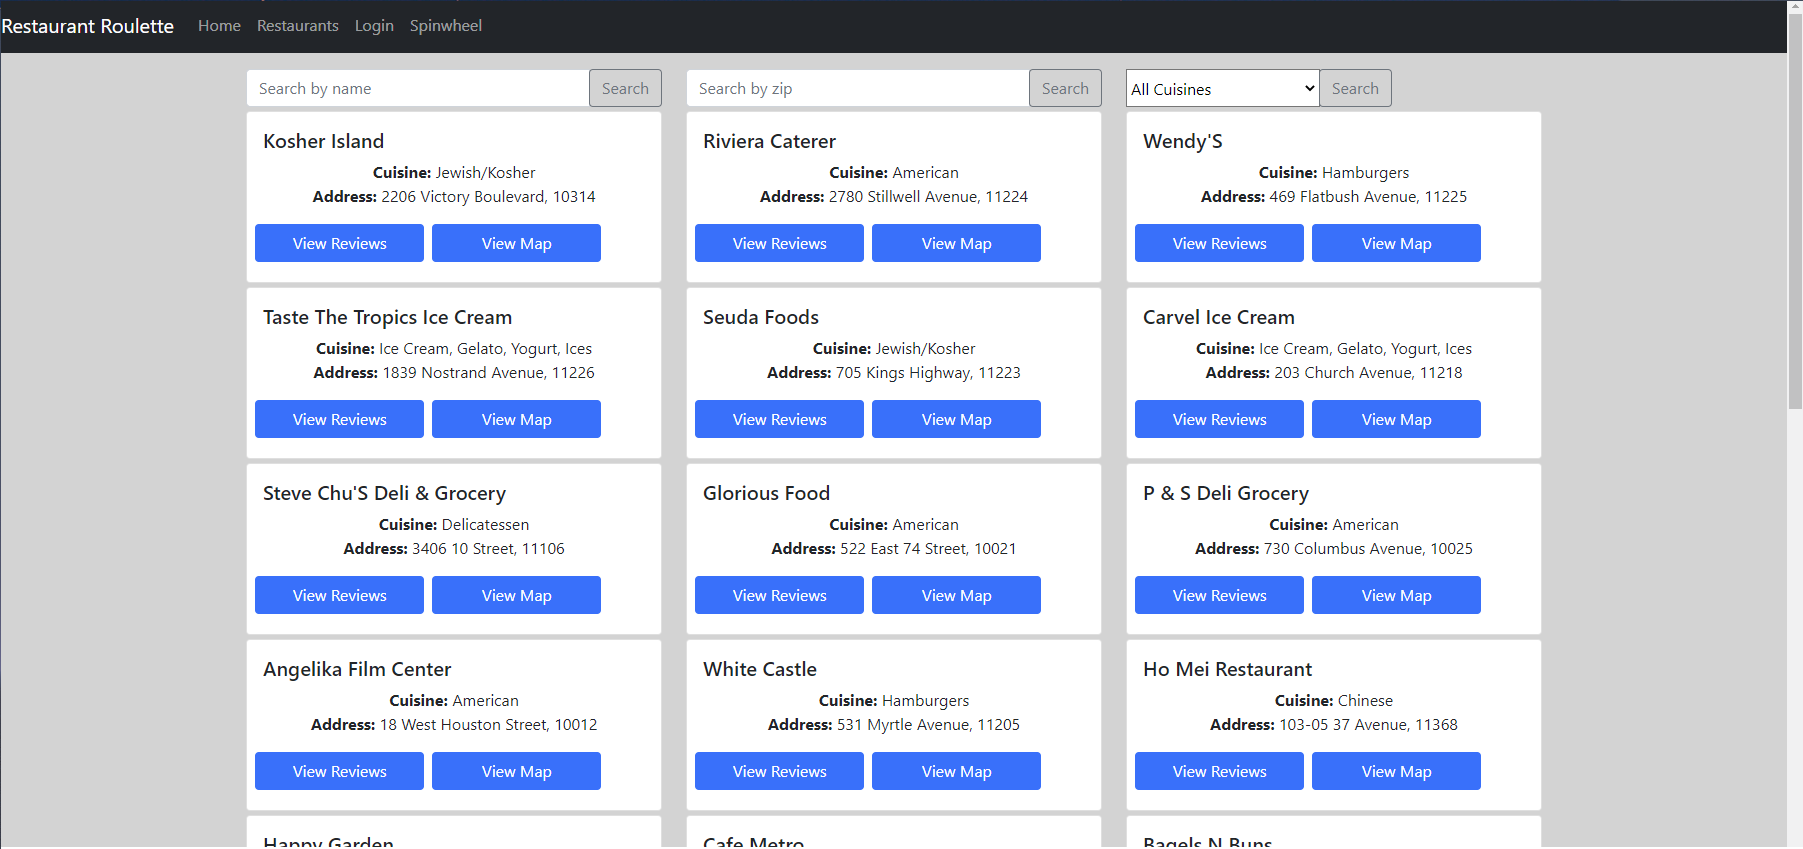 Restaurant Roulette Home Restaurants Login Spinwheel
Search by name Search Search by zip Search All Cuisines Search
Kosher Island
Cuisine: Jewish/Kosher
Address: 2206 Victory Boulevard, 10314
View Reviews View Map
Riviera Caterer
Cuisine: American
Address: 2780 Stillwell Avenue, 11224
View Reviews View Map
Wendy'S
Cuisine: Hamburgers
Address: 469 Flatbush Avenue, 11225
View Reviews View Map
Taste The Tropics Ice Cream
Cuisine: Ice Cream, Gelato, Yogurt, Ices
Address: 1839 Nostrand Avenue, 11226
View Reviews View Map
Seuda Foods
Cuisine: Jewish/Kosher
Address: 705 Kings Highway, 11223
View Reviews View Map
Carvel Ice Cream
Cuisine: Ice Cream, Gelato, Yogurt, Ices
Address: 203 Church Avenue, 11218
View Reviews View Map
Steve Chu'S Deli & Grocery
Cuisine: Delicatessen
Address: 3406 10 Street, 11106
View Reviews View Map
Glorious Food
Cuisine: American
Address: 522 East 74 Street, 10021
View Reviews View Map
P & S Deli Grocery
Cuisine: American
Address: 730 Columbus Avenue, 10025
View Reviews View Map
Angelika Film Center
Cuisine: American
Address: 18 West Houston Street, 10012
View Reviews View Map
White Castle
Cuisine: Hamburgers
Address: 531 Myrtle Avenue, 11205
View Reviews View Map
Ho Mei Restaurant
Cuisine: Chinese
Address: 103-05 37 Avenue, 11368
View Reviews View Map
Happy Garden
Cafe Metro
Bagels N Buns